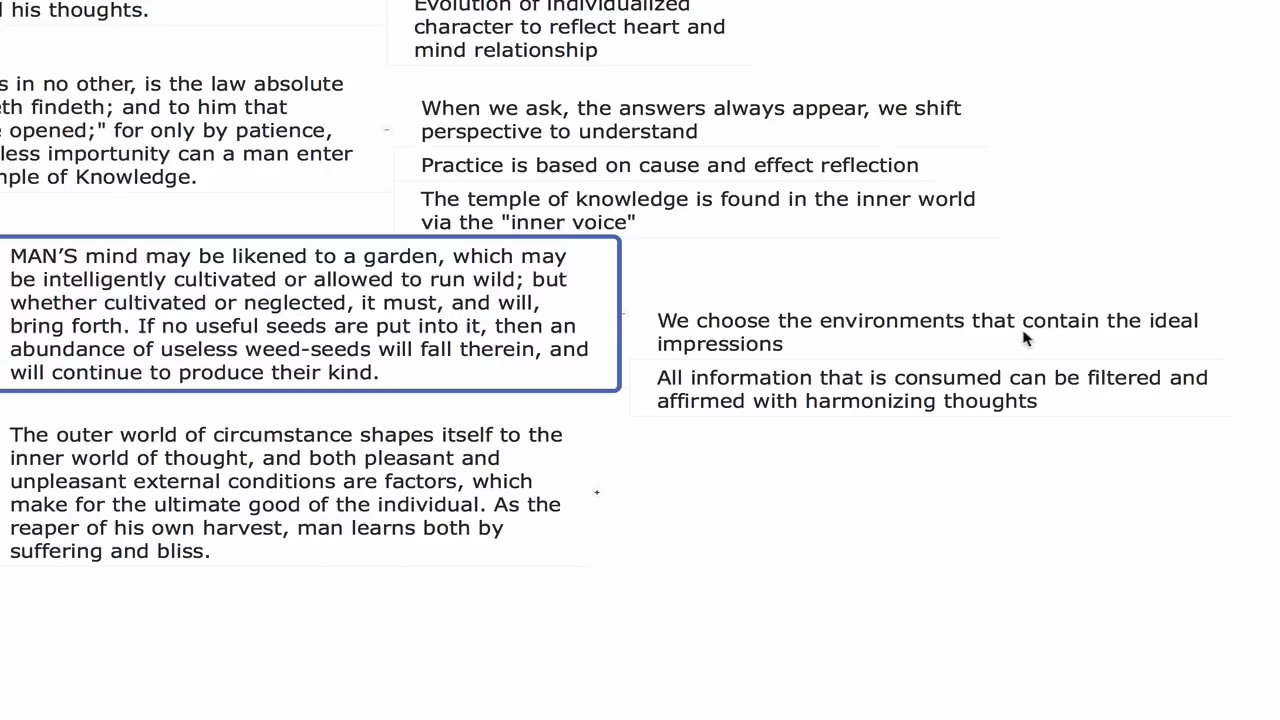 his thoughts.
Evolution of individualized
character to reflect heart and
mind relationship
s in no other, is the law absolute
eth findeth; and to him that
opened;" for only by patience,
less importunity can a man enter
mple of Knowledge.
When we ask, the answers always appear, we shift
perspective to understand
Practice is based on cause and effect reflection
The temple of knowledge is found in the inner world
via the "inner voice"
MAN’S mind may be likened to a garden, which may
be intelligently cultivated or allowed to run wild; but
whether cultivated or neglected, it must, and will,
bring forth. If no useful seeds are put into it, then an
abundance of useless weed-seeds will fall therein, and
will continue to produce their kind.
We choose the environments that contain the ideal
impressions
All information that is consumed can be filtered and
affirmed with harmonizing thoughts
The outer world of circumstance shapes itself to the
inner world of thought, and both pleasant and
unpleasant external conditions are factors, which
make for the ultimate good of the individual. As the
reaper of his own harvest, man learns both by
suffering and bliss.